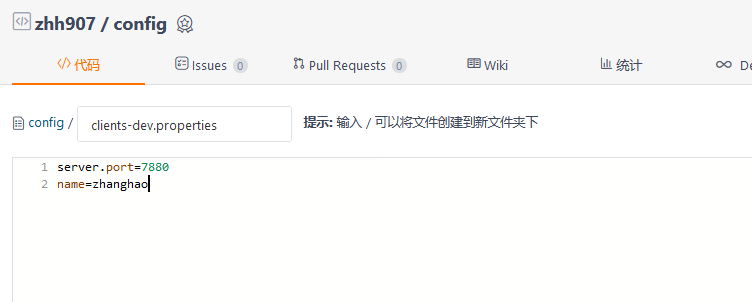 zhh907 / config
代码 Issues 0 Pull Requests 0 Wiki 统计 De
config / clients-dev.properties 提示: 输入 / 可以将文件创建到新文件夹下
1 server.port=7880
2 name=zhanghao